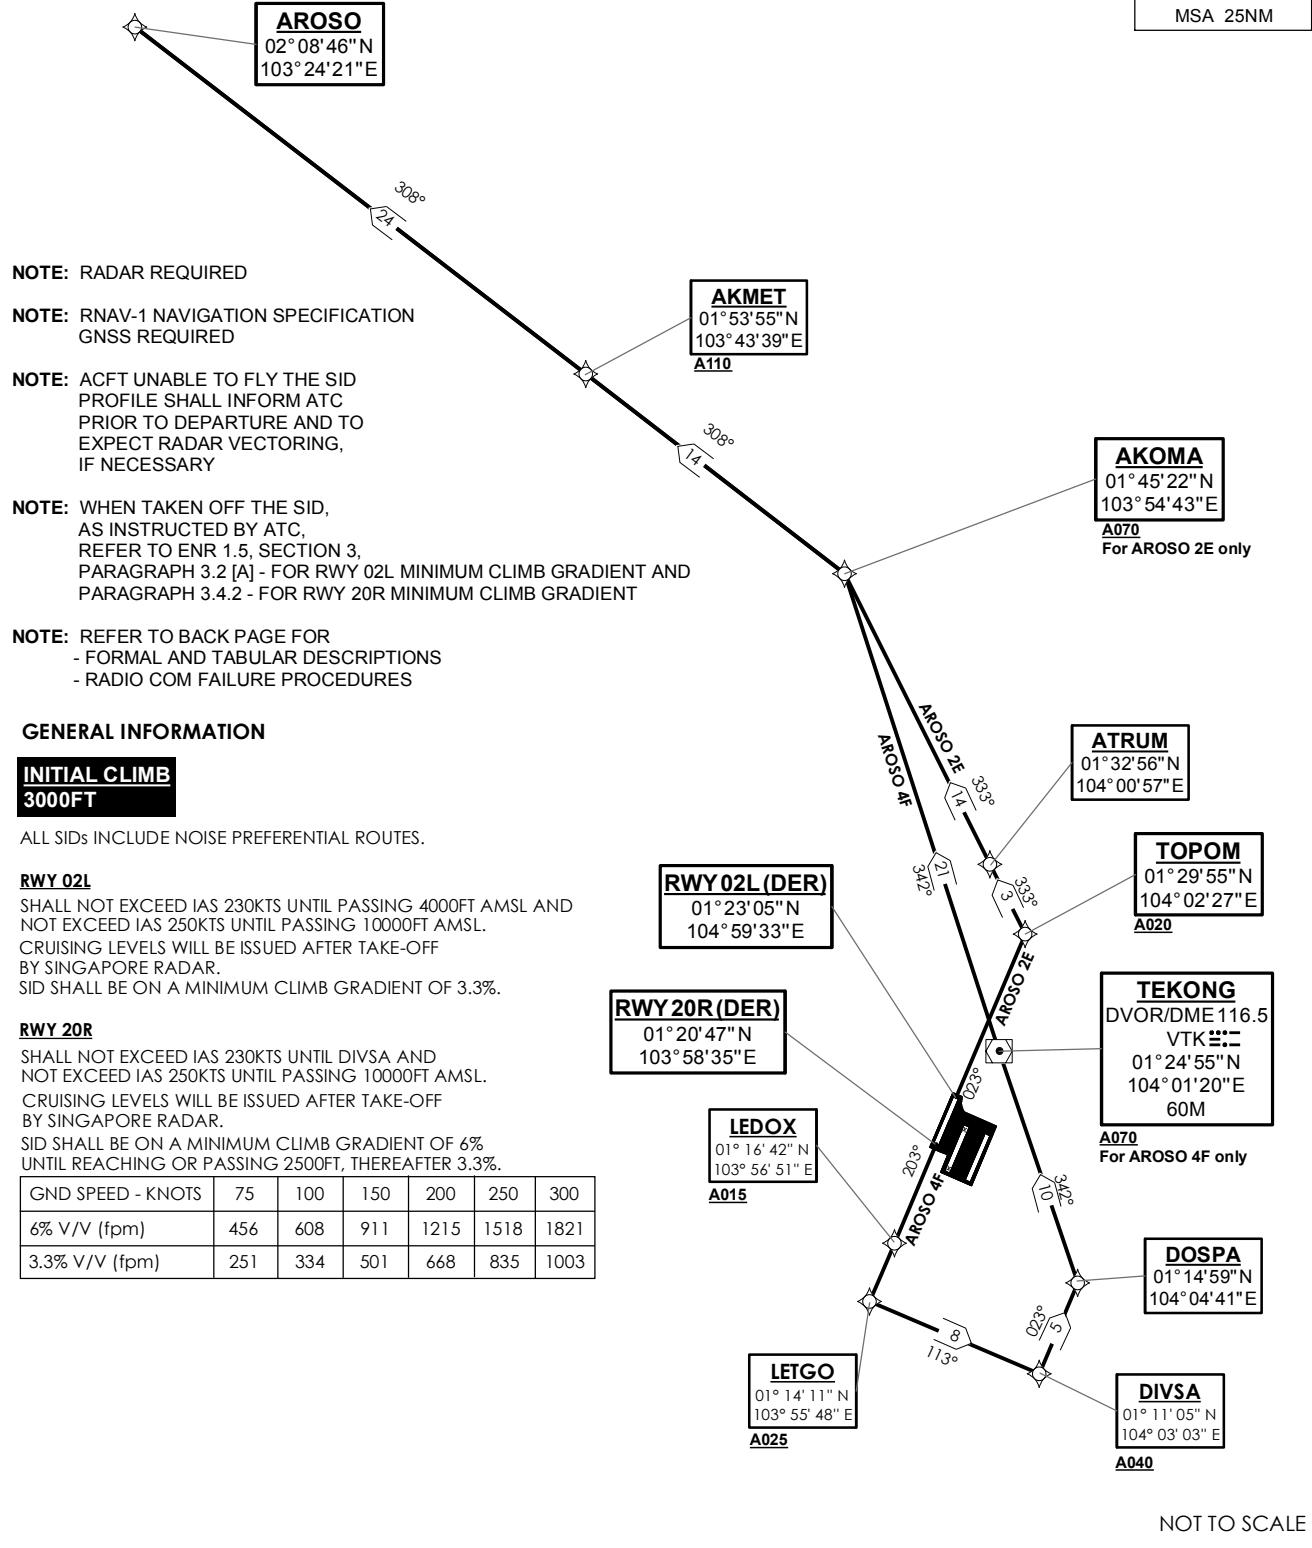 AROSO
02°08'46"N
103°24'21"E
MSA 25NM
308°
24
NOTE: RADAR REQUIRED
NOTE: RNAV-1 NAVIGATION SPECIFICATION
GNSS REQUIRED
NOTE: ACFT UNABLE TO FLY THE SID
PROFILE SHALL INFORM ATC
PRIOR TO DEPARTURE AND TO
EXPECT RADAR VECTORING,
IF NECESSARY
NOTE: WHEN TAKEN OFF THE SID,
AS INSTRUCTED BY ATC,
REFER TO ENR 1.5, SECTION 3,
PARAGRAPH 3.2 [A] - FOR RWY 02L MINIMUM CLIMB GRADIENT AND
PARAGRAPH 3.4.2 - FOR RWY 20R MINIMUM CLIMB GRADIENT
NOTE: REFER TO BACK PAGE FOR
- FORMAL AND TABULAR DESCRIPTIONS
- RADIO COM FAILURE PROCEDURES
AKMET
01°53'55"N
103°43'39"E
A110
308°
14
AKOMA
01°45'22"N
103°54'43"E
A070
For AROSO 2E only
GENERAL INFORMATION
INITIAL CLIMB
3000FT
ALL SIDs INCLUDE NOISE PREFERENTIAL ROUTES.
RWY 02L
SHALL NOT EXCEED IAS 230KTS UNTIL PASSING 4000FT AMSL AND
NOT EXCEED IAS 250KTS UNTIL PASSING 10000FT AMSL.
CRUISING LEVELS WILL BE ISSUED AFTER TAKE-OFF
BY SINGAPORE RADAR.
SID SHALL BE ON A MINIMUM CLIMB GRADIENT OF 3.3%.
RWY 20R
SHALL NOT EXCEED IAS 230KTS UNTIL DIVSA AND
NOT EXCEED IAS 250KTS UNTIL PASSING 10000FT AMSL.
CRUISING LEVELS WILL BE ISSUED AFTER TAKE-OFF
BY SINGAPORE RADAR.
SID SHALL BE ON A MINIMUM CLIMB GRADIENT OF 6%
UNTIL REACHING OR PASSING 2500FT, THEREAFTER 3.3%.
GND SPEED - KNOTS 75 100 150 200 250 300
6% V/V (fpm) 456 608 911 1215 1518 1821
3.3% V/V (fpm) 251 334 501 668 835 1003
AROSO 2E
AROSO 4F
333°
14
ATRUM
01°32'56"N
104°00'57"E
342°
21
333°
3
TOPOM
01°29'55"N
104°02'27"E
A020
RWY 02L (DER)
01°23'05"N
104°59'33"E
AROSO 2E
RWY 20R (DER)
01°20'47"N
103°58'35"E
TEKONG
DVOR/DME 116.5
VTK
01°24'55"N
104°01'20"E
60M
A070
For AROSO 4F only
023°
LEDOX
01° 16' 42" N
103° 56' 51" E
A015
203°
AROSO 4F
342°
10
DOSPA
01°14'59"N
104°04'41"E
8
113°
023°
5
LETGO
01° 14' 11" N
103° 55' 48" E
A025
DIVSA
01° 11' 05" N
104° 03' 03" E
A040
NOT TO SCALE